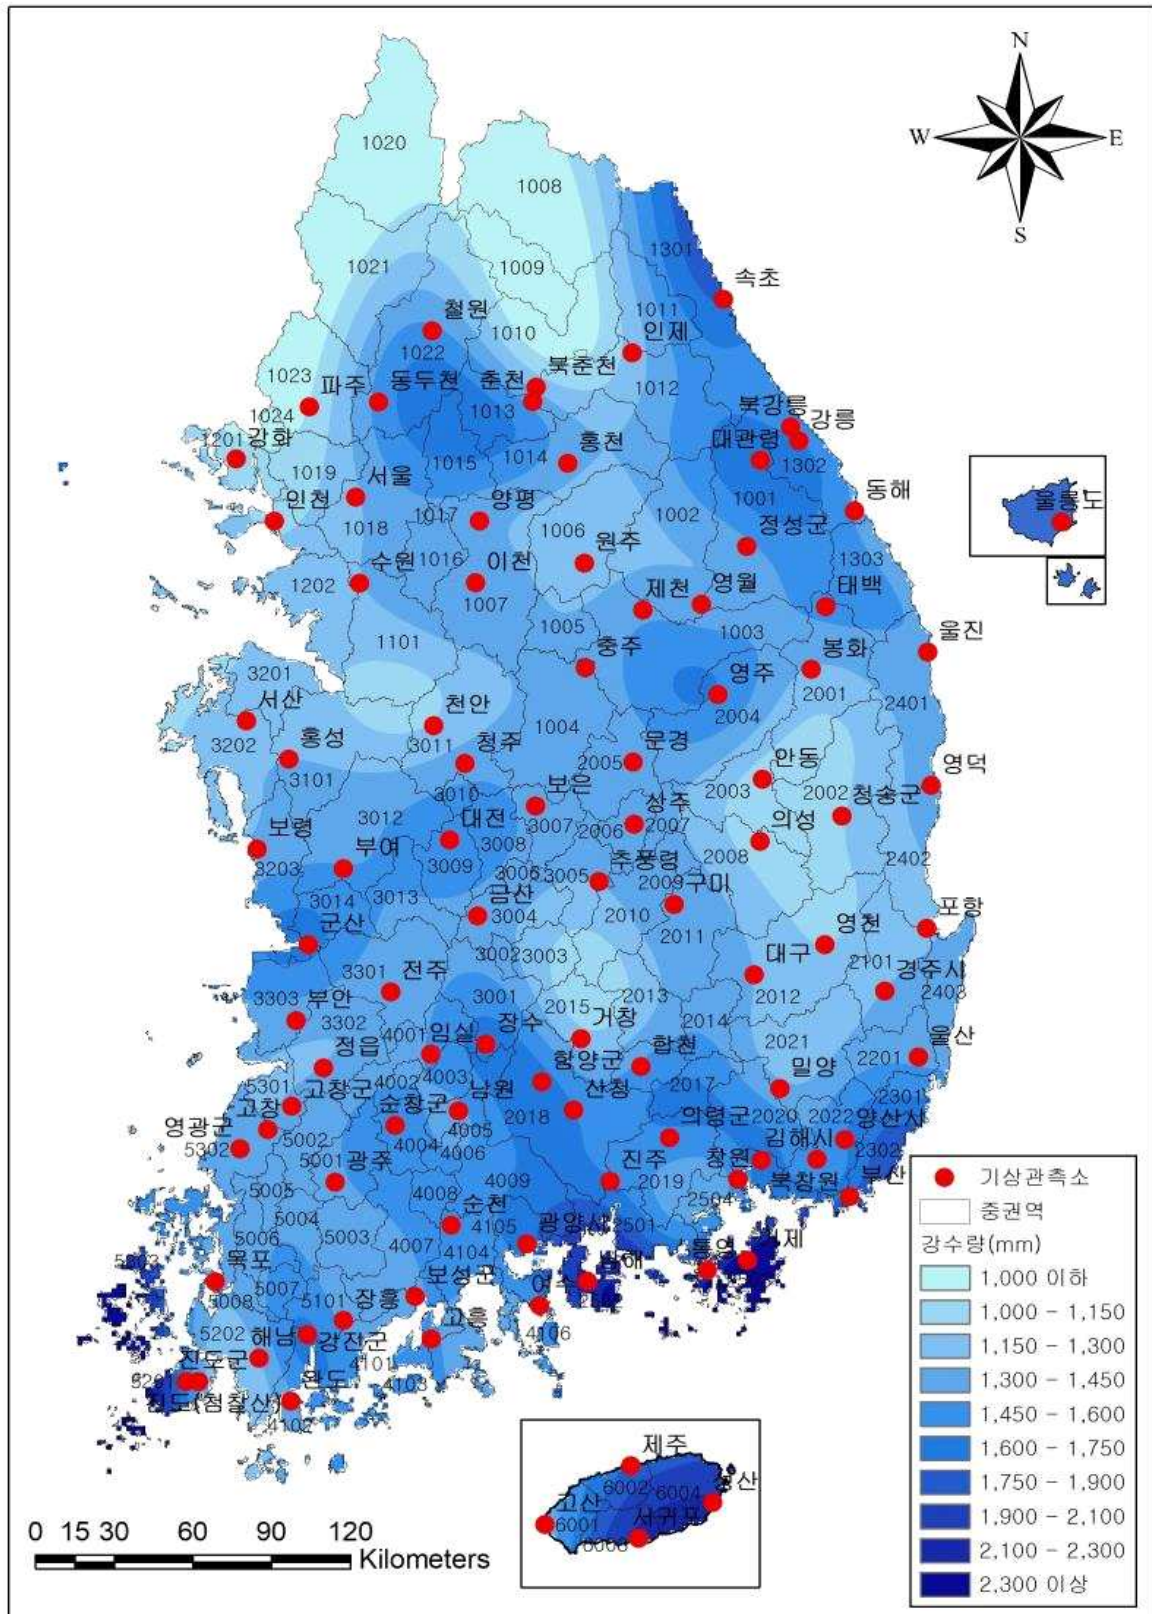 N
W
E
S
1020
1008
1301
1021
1009
속초
1011
철원
1010
인제
1022
북춘천
1023
1012
파주
동두천
춘천
1013
1024
북강릉
강릉
1201
강화
홍천
대관령
1014
1302
1015
1019
서울
1001
동해
울릉도
인천
1017
양평
1002
정성군
1018
1006
원주
1303
1016
수원
이천
1202
1007
제천
영월
태백
1005
1003
울진
1101
충주
봉화
3201
영주
2001
서산
2004
2401
천안
1004
3202
홍성
3011
청주
문경
2005
안동
3101
영덕
2003
2002
청송군
3010
보은
3012
대전
상주
3007
2006
2007
의성
보령
부여
3008
2008
2402
3203
3009
추풍령
3005
2009
구미
3014
3013
금산
3004
2010
포항
군산
2011
영천
3002
3003
대구
2101
경주시
3301
전주
3303
2013
2012
2403
부안
3001
2015
3302
장수
거창
2014
4001
임실
울산
정읍
함양군
합천
2021
2201
4002
4003
밀양
5301
고창군
남원
산청
2017
2301
고창
순창군
2018
2020
2022
양산시
영광군
4005
의령군
김해시
5302
5002
4004
2302
5001
광주
4006
진주
창원
북창원
부산
5005
4009
2019
2504
4008
순천
5004
4105
광양시
2501
5006
5003
4007
4104
통영
거제
목포
남해
5008
보성군
여수
5007
5101
장흥
고흥
4106
5202
해남
강진군
진도군
4101
5201
완도
4103
진도(첨찰산)
4102
제주
6002
6004
성산
고산
6001
서귀포
기상관측소
중권역
강수량(mm)
1,000 이하
1,000 - 1,150
1,150 - 1,300
1,300 - 1,450
1,450 - 1,600
1,600 - 1,750
1,750 - 1,900
1,900 - 2,100
2,100 - 2,300
2,300 이상
0 15 30 60 90 120
Kilometers